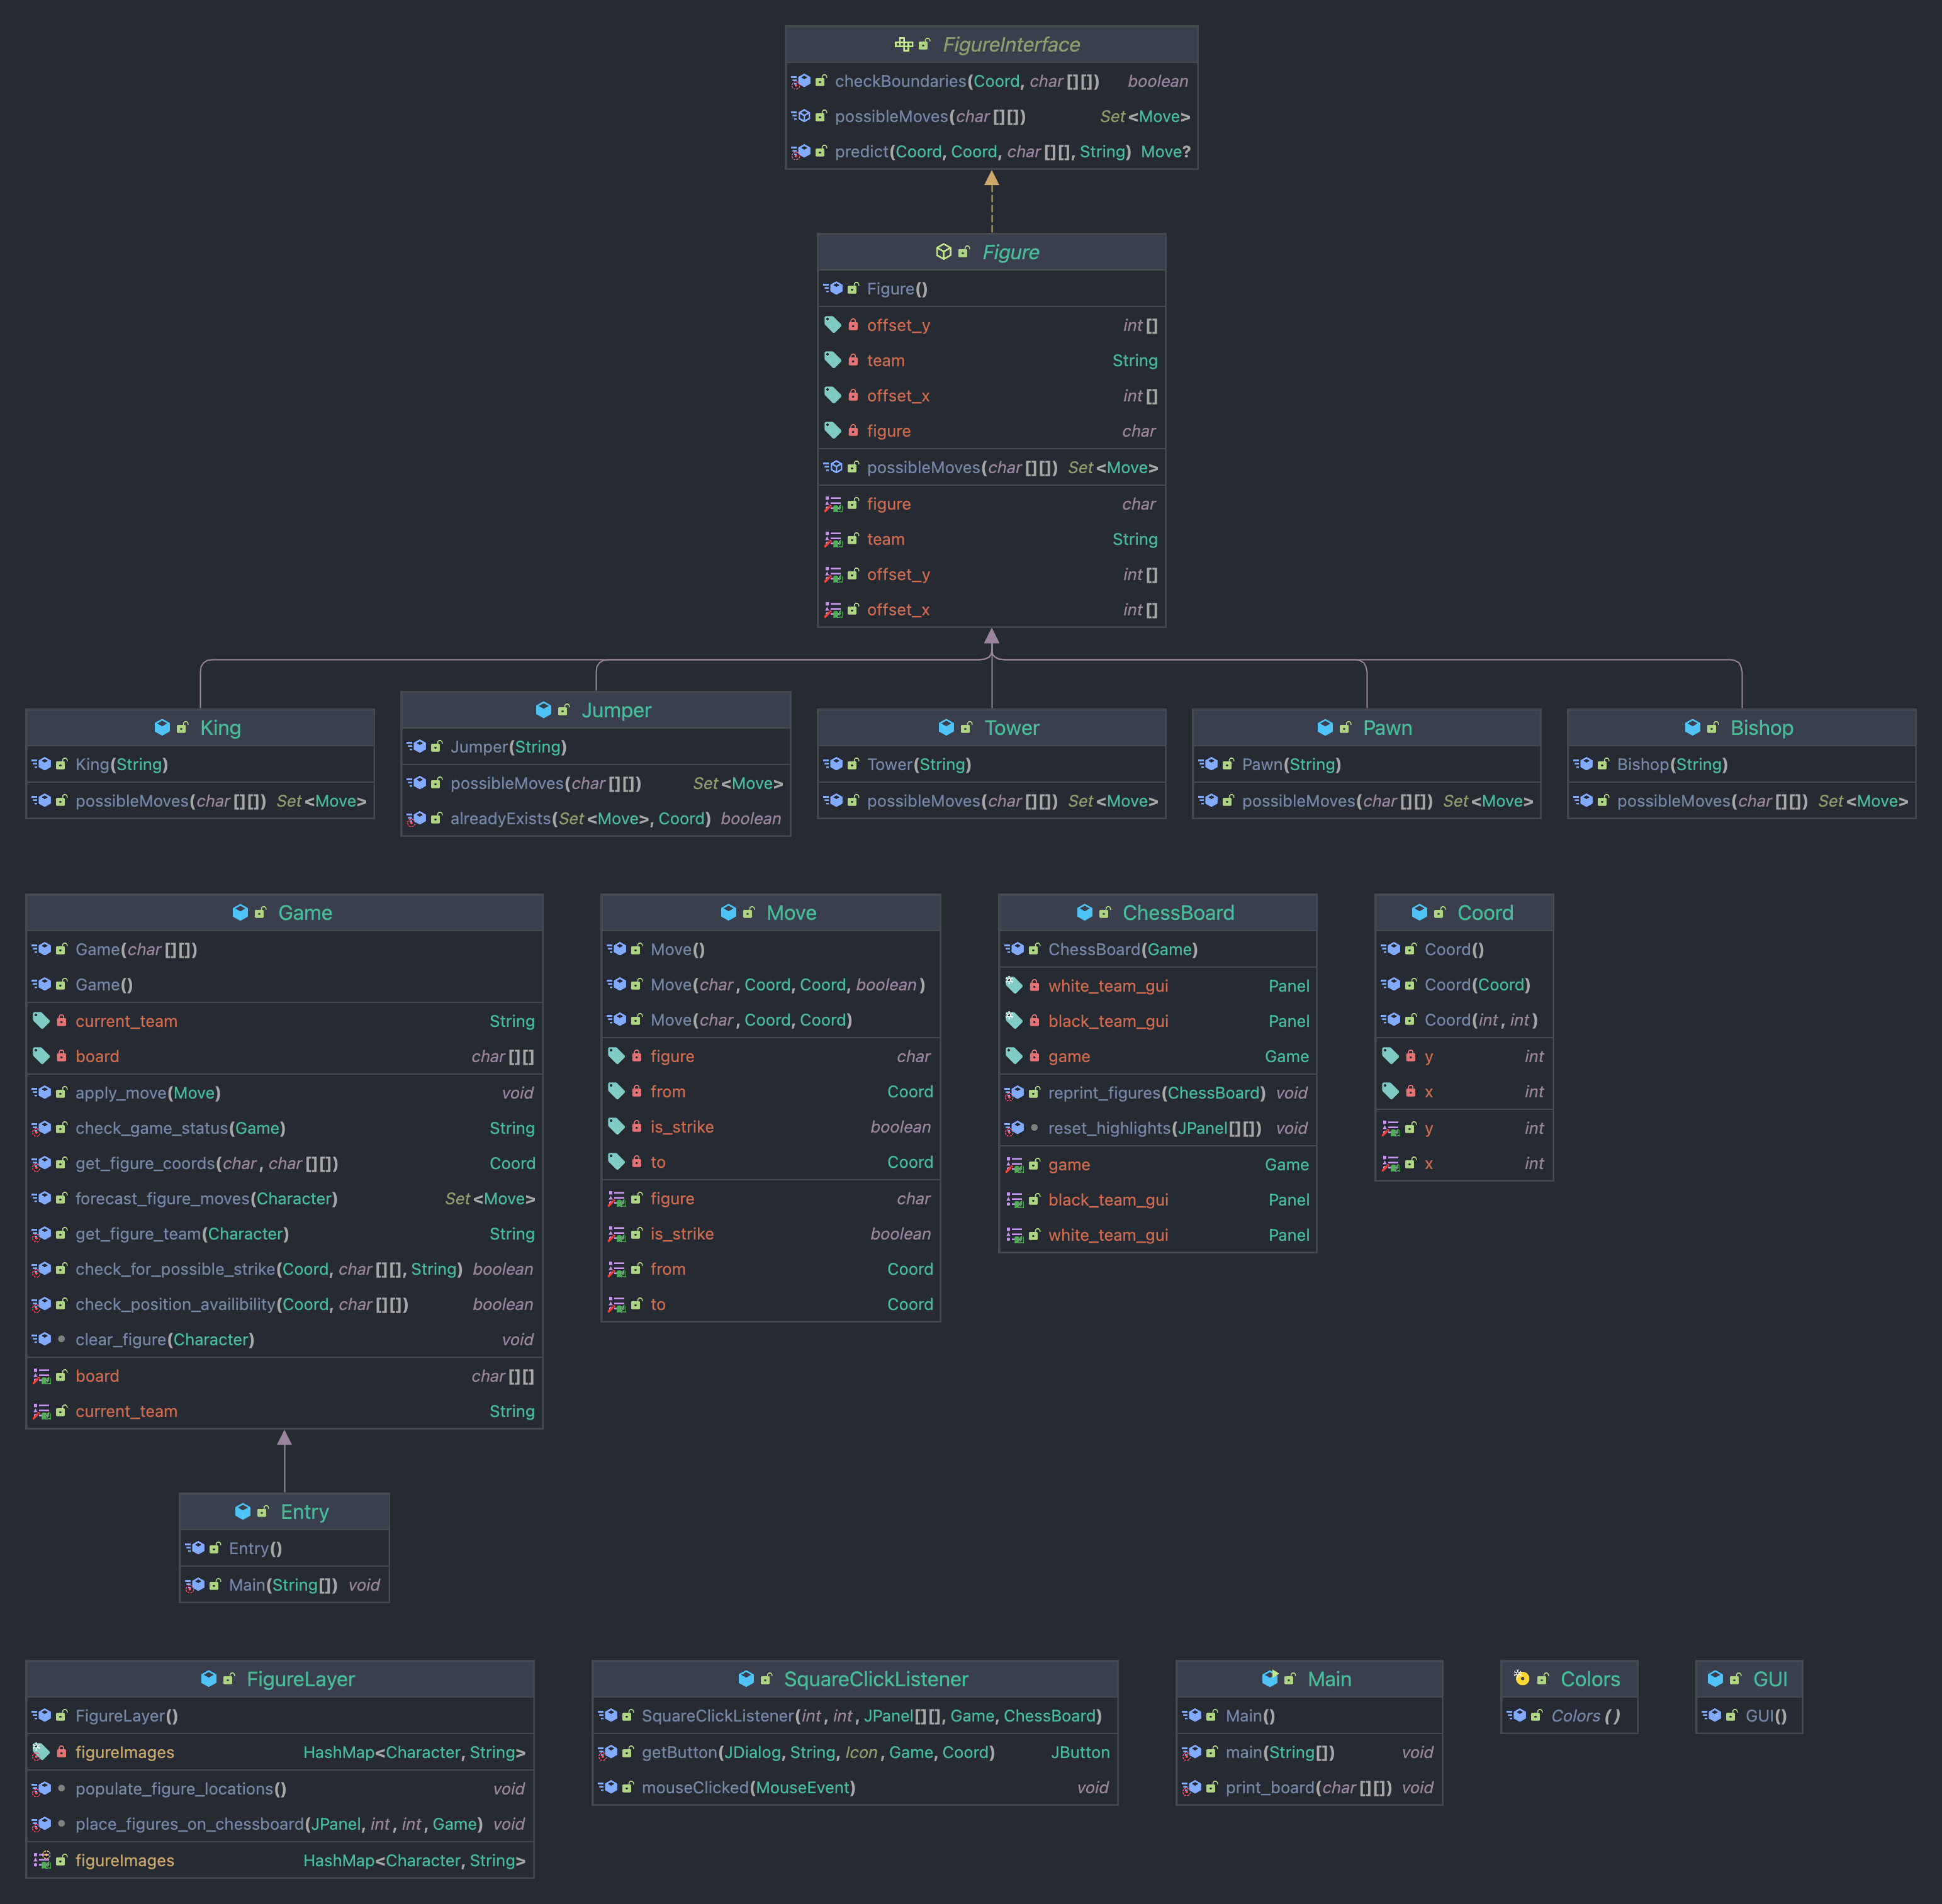 FigureInterface
checkBoundaries(Coord, char[][]) boolean
possibleMoves(char[][]) Set<Move>
predict(Coord, Coord, char[][], String) Move?
Figure
Figure()
offset_y int[]
team String
offset_x int[]
figure char
possibleMoves(char[][]) Set<Move>
figure char
team String
offset_y int[]
offset_x int[]
King
King(String)
possibleMoves(char[][]) Set<Move>
Jumper
Jumper(String)
possibleMoves(char[][]) Set<Move>
alreadyExists(Set<Move>, Coord) boolean
Tower
Tower(String)
possibleMoves(char[][]) Set<Move>
Pawn
Pawn(String)
possibleMoves(char[][]) Set<Move>
Bishop
Bishop(String)
possibleMoves(char[][]) Set<Move>
Game
Game(char[][])
Game()
current_team String
board char[][]
apply_move(Move) void
check_game_status(Game) String
get_figure_coords(char, char[][]) Coord
forecast_figure_moves(Character) Set<Move>
get_figure_team(Character) String
check_for_possible_strike(Coord, char[][], String) boolean
check_position_availibility(Coord, char[][]) boolean
clear_figure(Character) void
board char[][]
current_team String
Move
Move()
Move(char, Coord, Coord, boolean)
Move(char, Coord, Coord)
figure char
from Coord
is_strike boolean
to Coord
figure char
is_strike boolean
from Coord
to Coord
ChessBoard
ChessBoard(Game)
white_team_gui Panel
black_team_gui Panel
game Game
reprint_figures(ChessBoard) void
reset_highlights(JPanel[][]) void
game Game
black_team_gui Panel
white_team_gui Panel
Coord
Coord()
Coord(Coord)
Coord(int, int)
y int
x int
y int
x int
Entry
Entry()
Main(String[]) void
FigureLayer
FigureLayer()
figureImages HashMap<Character, String>
populate_figure_locations() void
place_figures_on_chessboard(JPanel, int, int, Game) void
figureImages HashMap<Character, String>
SquareClickListener
SquareClickListener(int, int, JPanel[][], Game, ChessBoard)
getButton(JDialog, String, Icon, Game, Coord) JButton
mouseClicked(MouseEvent) void
Main
Main()
main(String[]) void
print_board(char[][]) void
Colors
Colors()
GUI
GUI()